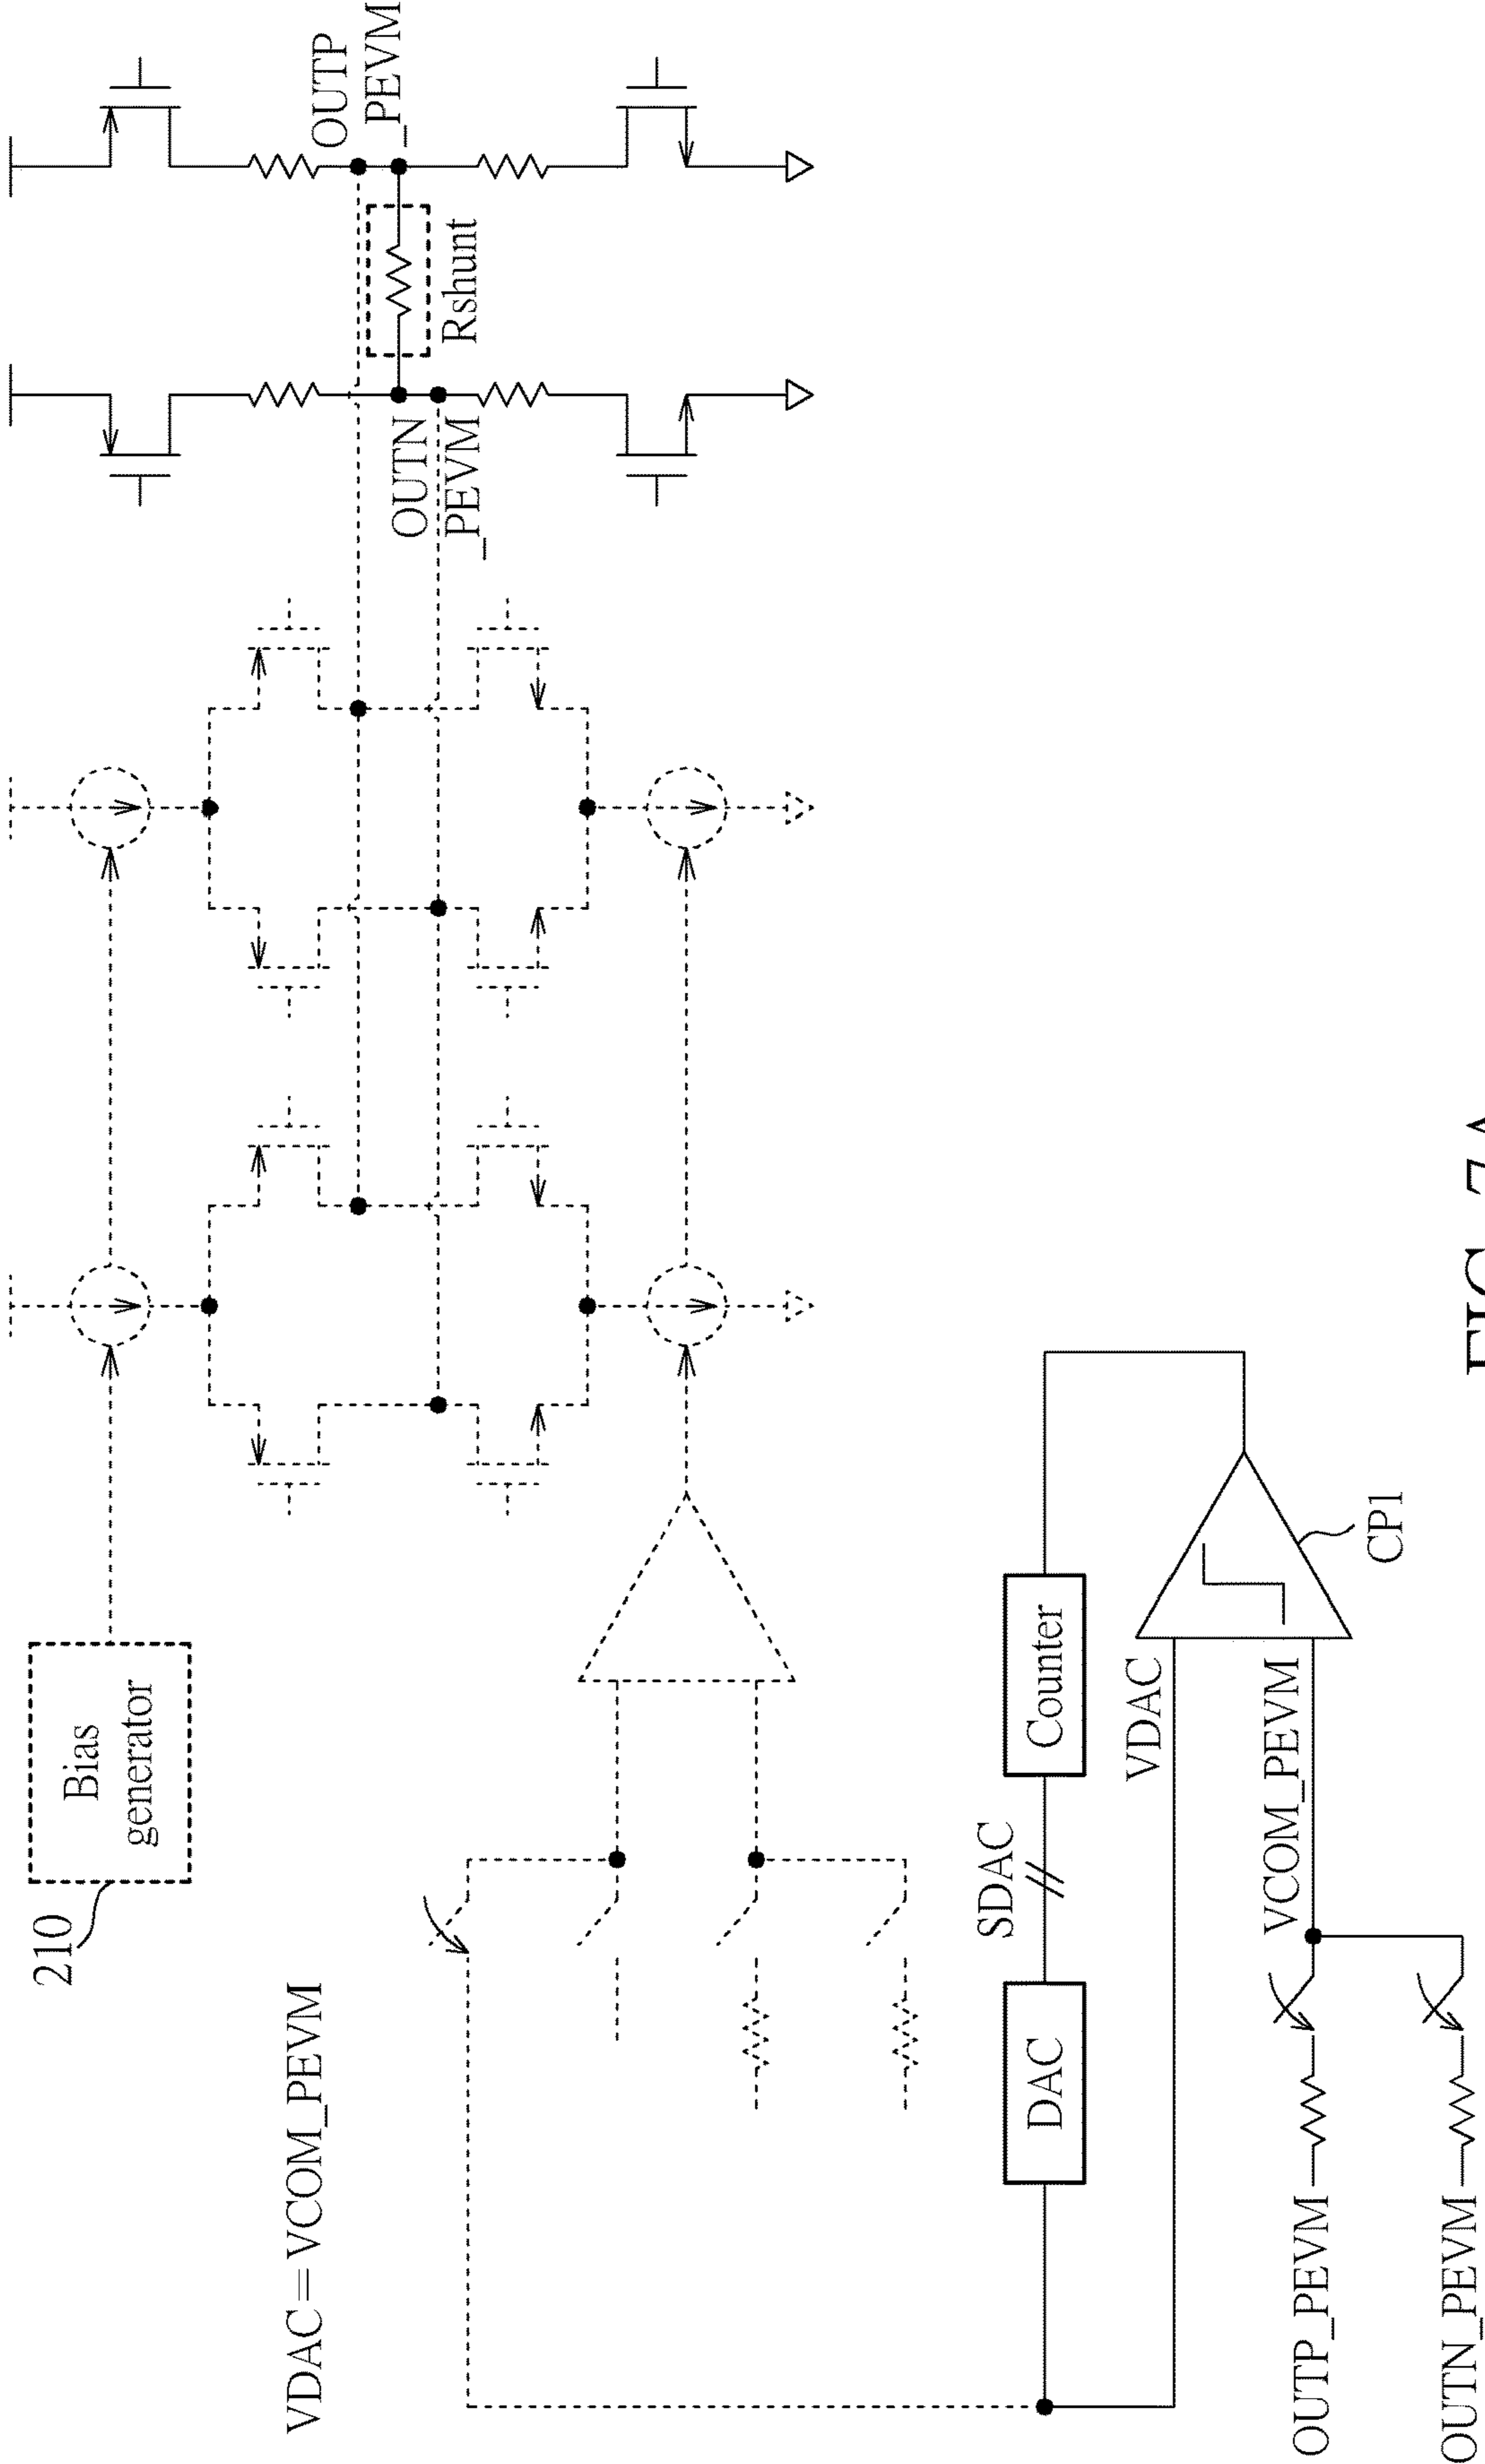 210
Bias
generator
VDAC=VCOM_PEVM
OUTP
_PEVM
OUTN
_PEVM
Rshunt
SDAC
DAC
Counter
VDAC
VCOM_PEVM
CP1
OUTP_PEVM
OUTN_PEVM